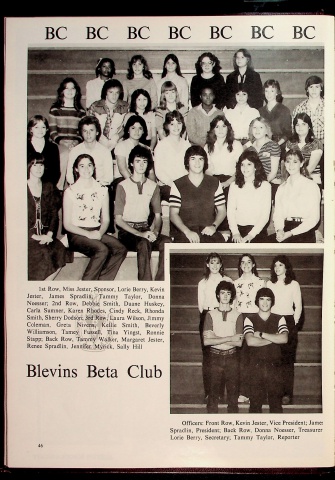 BC BC BC BC BC BC BC
1st Row, Miss Jester, Sponsor, Lorie Berry, Kevin
Jester, James Spradlin, Tammy Taylor, Donna
Noesser; 2nd Row, Debbie Smith, Duane Huskey,
Carla Sumner, Karen Rhodes, Cindy Reck, Rhonda
Smith, Sherry Dodson; 3rd Row, Laura Wilson, Jimmy
Coleman, Greta Nivens, Kellie Smith, Beverly
Williamson, Tamey Fussell, Tina Yingst, Ronnie
Stapp; Back Row, Tammy Walker, Margaret Jester,
Renee Spradlin, Jennifer Myrick, Sally Hill
Blevins Beta Club
Officers: Front Row, Kevin Jester, Vice President; James
Spradlin, President; Back Row, Donna Noesser, Treasurer
Lorie Berry, Secretary; Tammy Taylor, Reporter
46